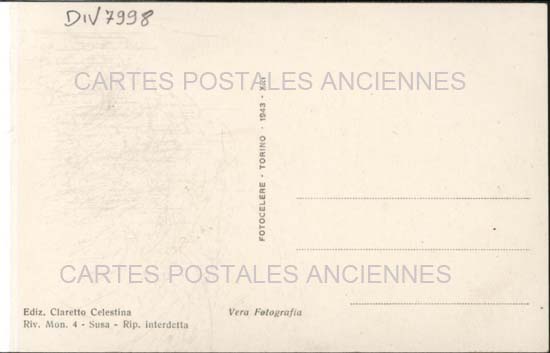 DIV7998
CARTES POSTALES ANCIENNES
FOTOCELERE - TORINO - 1943 - XXI
CARTES POSTALES ANCIENNES
Ediz. Claretto Celestina
Riv. Mon. 4 - Susa - Rip. interdetta
Vera Fotografia